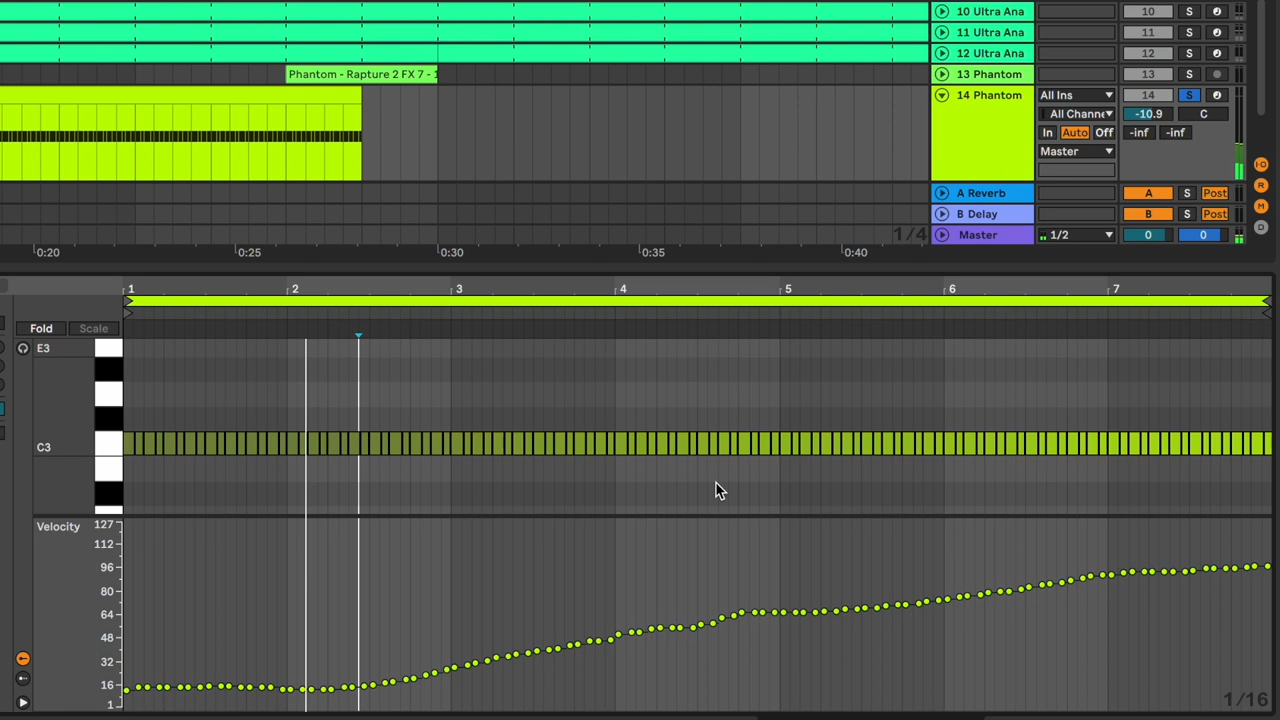 10 Ultra Ana 10 S
11 Ultra Ana 11 S
12 Ultra Ana 12 S
Phantom - Rapture 2 FX 7 - 1 13 Phantom 13 S
14 Phantom All Ins 14 S
All Channe -10.9 C
In Auto Off -inf -inf
Master
A Reverb A S Post
B Delay B S Post
1/4 Master 1/2 0 0
0:20 0:25 0:30 0:35 0:40
I·O
R
M
D
1 2 3 4 5 6 7
Fold Scale
E3
C3
Velocity 127
112
96
80
64
48
32
16
1
1/16